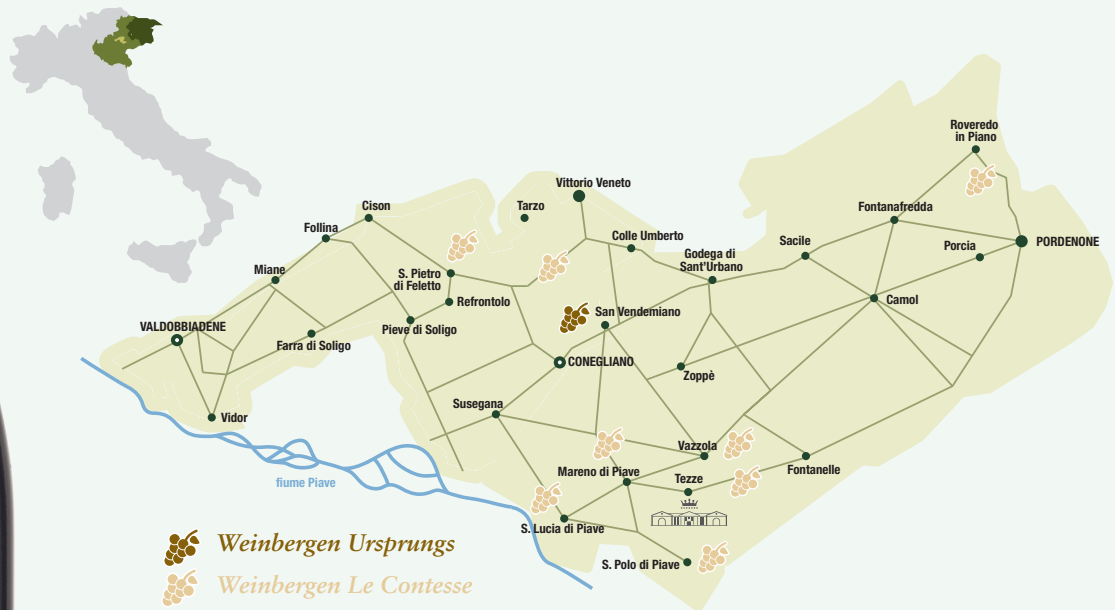 Roveredo
in Piano
Vittorio Veneto
Cison
Tarzo
Fontanafredda
Follina
Colle Umberto
Sacile
PORDENONE
Godega di
Sant'Urbano
Porcia
Miane
S. Pietro
di Feletto
Refrontolo
Camol
San Vendemiano
VALDOBBIADENE
Pieve di Soligo
Farra di Soligo
CONEGLIANO
Zoppè
Susegana
Vidor
Vazzola
Mareno di Piave
Fontanelle
Tezze
fiume Piave
S. Lucia di Piave
Weinbergen Ursprungs
S. Polo di Piave
Weinbergen Le Contesse